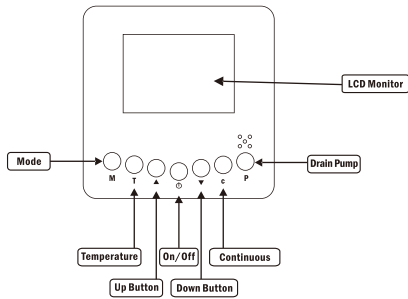 LCD Monitor
Mode
Drain Pump
M
T
▲
▼
c
P
Temperature
On/Off
Continuous
Up Button
Down Button